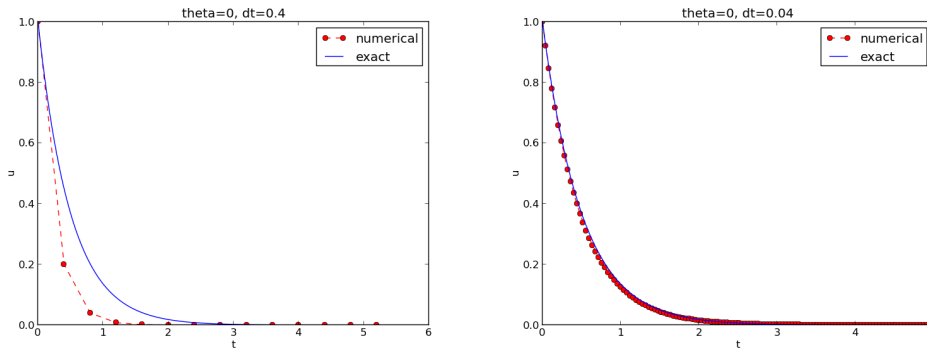 theta=0, dt=0.4
1.0
0.8
0.6
0.4
0.2
0.0
u
0 1 2 3 4 5 6
t
numerical
exact
theta=0, dt=0.04
1.0
0.8
0.6
0.4
0.2
0.0
u
0 1 2 3 4
t
numerical
exact